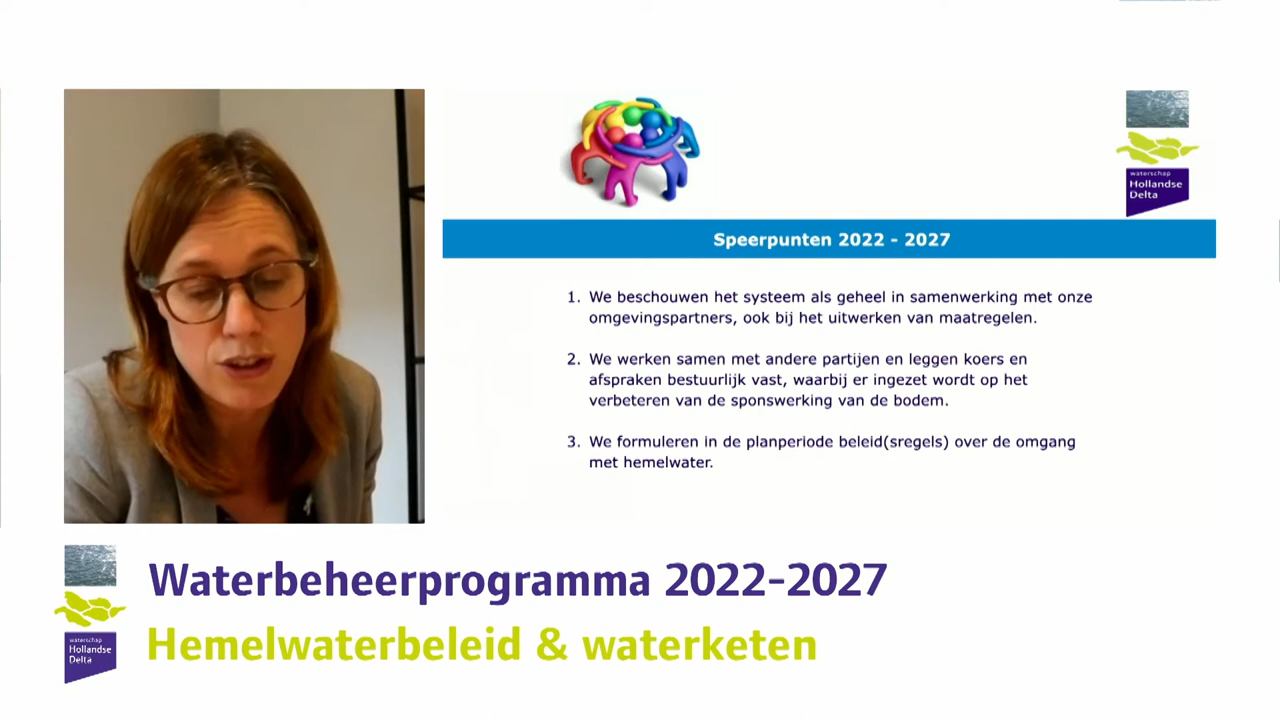 waterschap
Hollandse
Delta
Speerpunten 2022 - 2027
1. We beschouwen het systeem als geheel in samenwerking met onze
omgevingspartners, ook bij het uitwerken van maatregelen.
2. We werken samen met andere partijen en leggen koers en
afspraken bestuurlijk vast, waarbij er ingezet wordt op het
verbeteren van de sponswerking van de bodem.
3. We formuleren in de planperiode beleid(sregels) over de omgang
met hemelwater.
Waterbeheerprogramma 2022-2027
Hemelwaterbeleid & waterketen
waterschap
Hollandse
Delta